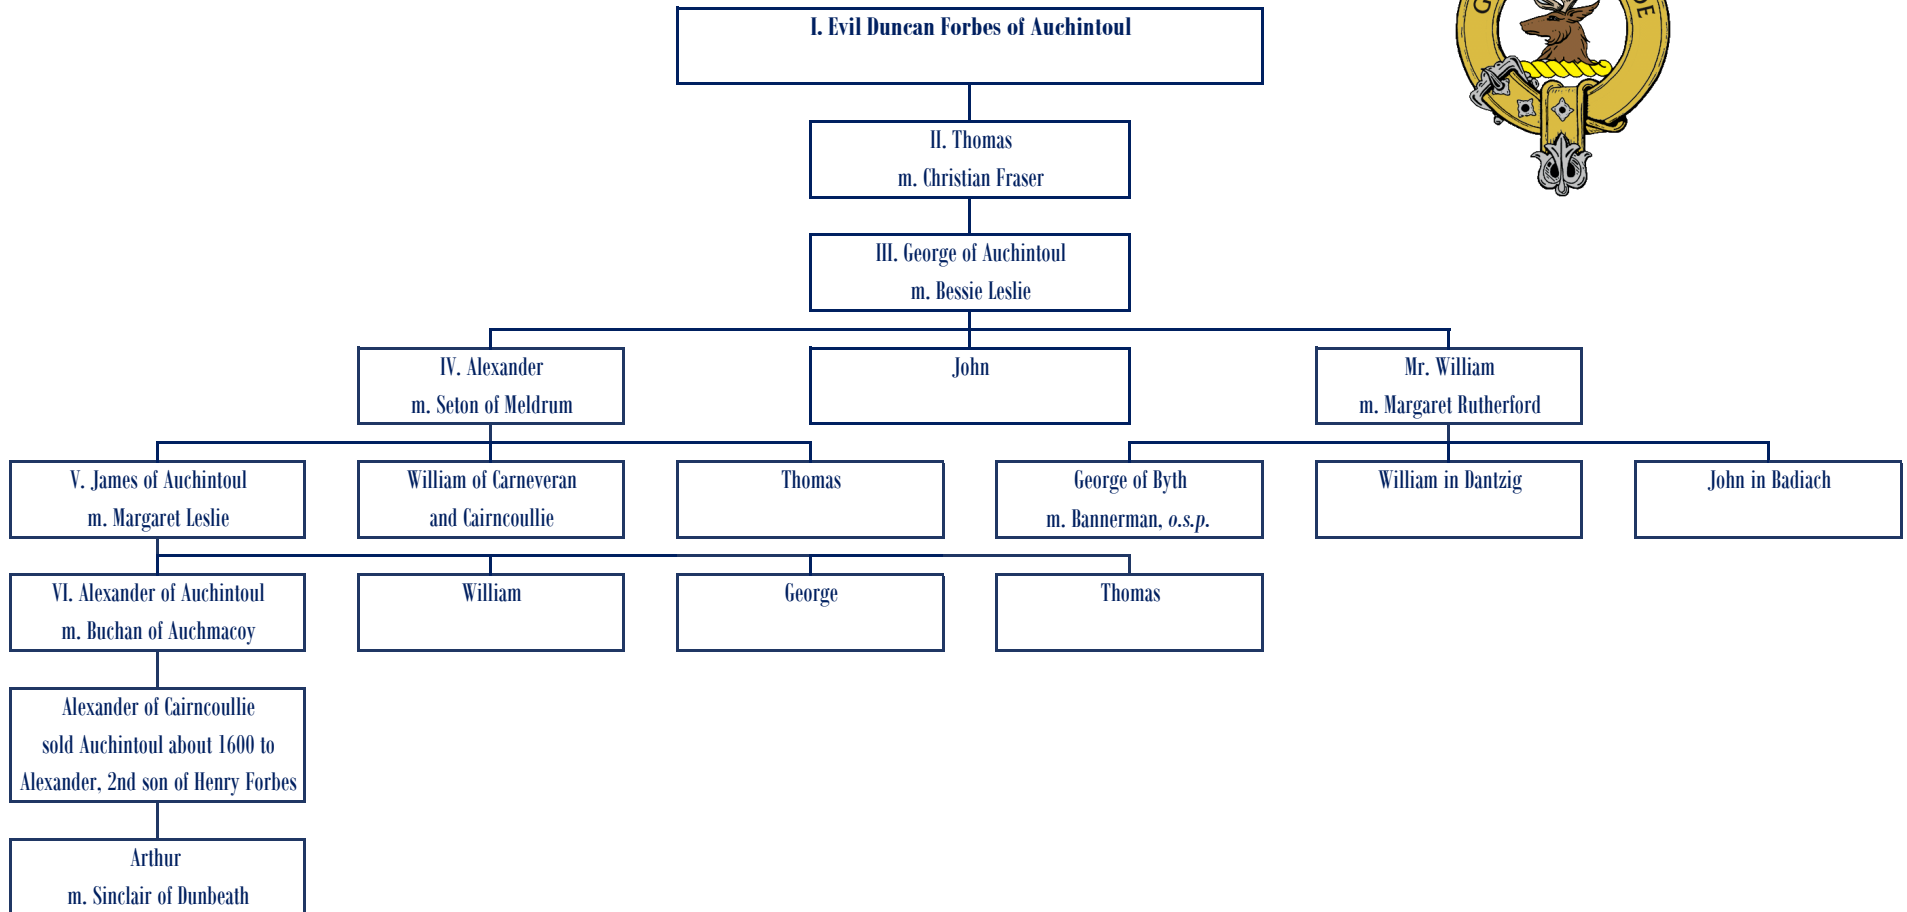 I. Evil Duncan Forbes of Auchintoul
G
DE
II. Thomas
m. Christian Fraser
III. George of Auchintoul
m. Bessie Leslie
IV. Alexander
m. Seton of Meldrum
John
Mr. William
m. Margaret Rutherford
V. James of Auchintoul
m. Margaret Leslie
William of Carneveran
and Cairncoullie
Thomas
George of Byth
m. Bannerman, o.s.p.
William in Dantzig
John in Badiach
VI. Alexander of Auchintoul
m. Buchan of Auchmacoy
William
George
Thomas
Alexander of Cairncoullie
sold Auchintoul about 1600 to
Alexander, 2nd son of Henry Forbes
Arthur
m. Sinclair of Dunbeath